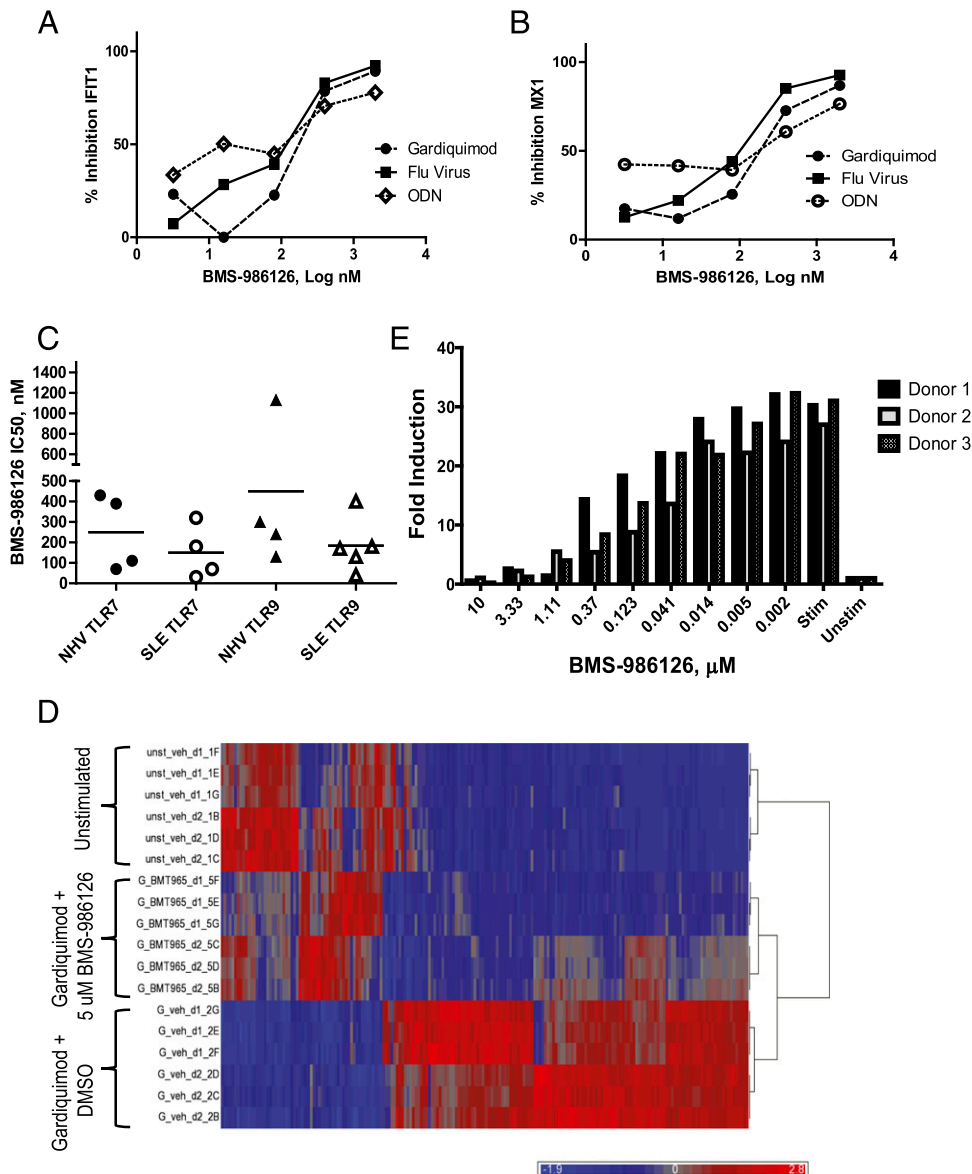 A
100
50
0
% Inhibition IFIT1
0 1 2 3 4
BMS-986126, Log nM
Gardiquimod
Flu Virus
ODN
B
100
50
0
% Inhibition MX1
0 1 2 3 4
BMS-986126, Log nM
Gardiquimod
Flu Virus
ODN
C
BMS-986126 IC50, nM
1400
1200
1000
800
600
500
400
300
200
100
0
NHV TLR7
SLE TLR7
NHV TLR9
SLE TLR9
E
Fold Induction
40
30
20
10
0
10
3.33
1.11
0.37
0.123
0.041
0.014
0.005
0.002
Stim
Unstim
BMS-986126, μM
Donor 1
Donor 2
Donor 3
D
Unstimulated
unst_veh_d1_1F
unst_veh_d1_1E
unst_veh_d1_1G
unst_veh_d2_1B
unst_veh_d2_1D
unst_veh_d2_1C
Gardiquimod +
5 uM BMS-986126
G_BMT965_d1_5F
G_BMT965_d1_5E
G_BMT965_d1_5G
G_BMT965_d2_5C
G_BMT965_d2_5D
G_BMT965_d2_5B
Gardiquimod +
DMSO
G_veh_d1_2G
G_veh_d1_2E
G_veh_d1_2F
G_veh_d2_2D
G_veh_d2_2C
G_veh_d2_2B
-1.9 0 2.8